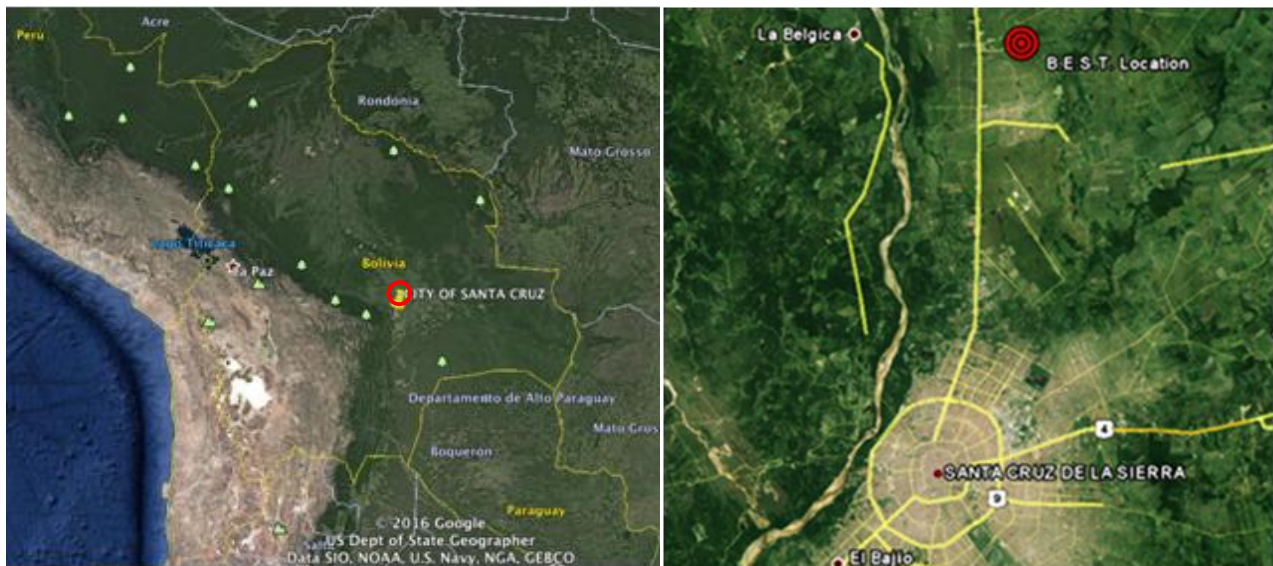 Acre
Peru
Rondonia
Mato Grosso
Lago Titicaca
La Paz
Bolivia
CITY OF SANTA CRUZ
Departamento de Alto Paraguay
Mato Gros
Boqueron
Paraguay
© 2016 Google
US Dept of State Geographer
Data SIO, NOAA, U.S. Navy, NGA, GEBCO
La Belgica
B.E.S.T. Location
4
SANTA CRUZ DE LA SIERRA
9
El Bajio